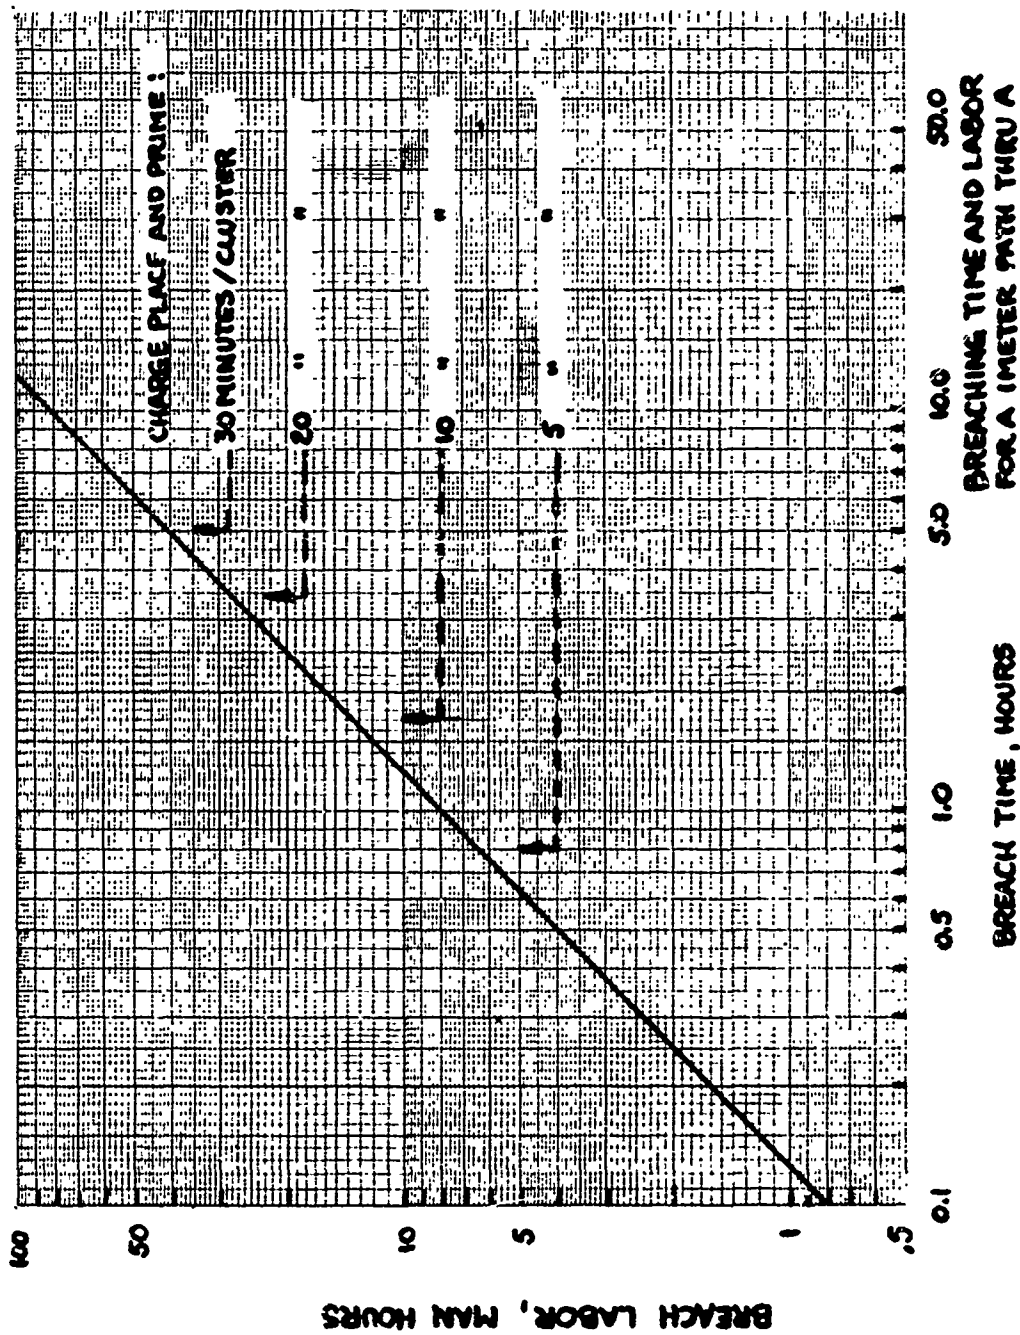 CHARGE PLACE AND PRIME :
30 MINUTES / CLUSTER
20 " "
10 " "
5 " "
100
50
10
5
1
.5
BREACH LABOR, MAN HOURS
0.1
0.5
1.0
5.0
10.0
50.0
BREACH TIME, HOURS
BREACHING TIME AND LABOR
FOR A 1METER PATH THRU A